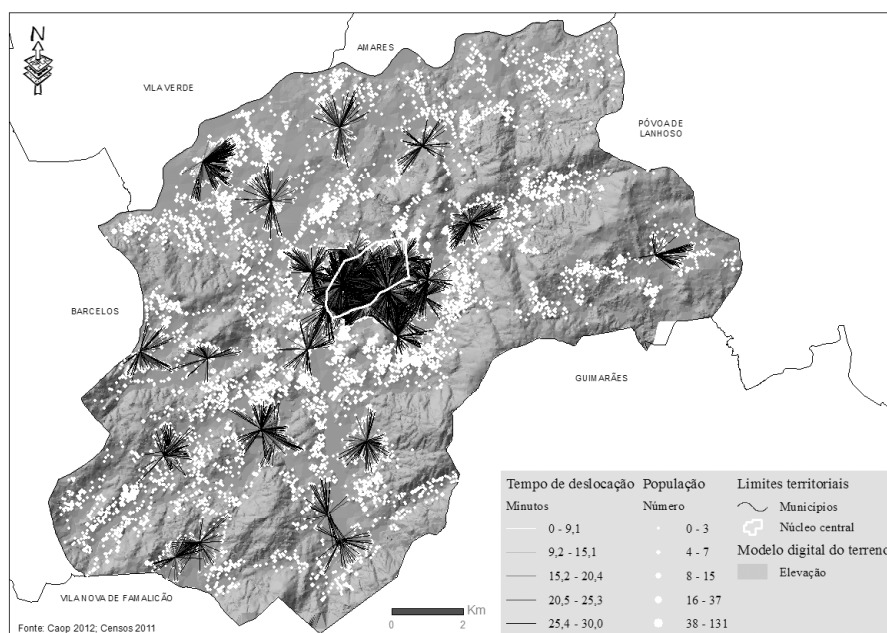 N
AMARES
VILA VERDE
PÓVOA DE
LANHOSO
BARCELOS
GUIMARÃES
VILA NOVA DE FAMALICÃO
Tempo de deslocação
Minutos
0 - 9,1
9,2 - 15,1
15,2 - 20,4
20,5 - 25,3
25,4 - 30,0
População
Número
0 - 3
4 - 7
8 - 15
16 - 37
38 - 131
Limites territoriais
Municípios
Núcleo central
Modelo digital do terreno
Elevação
Km
0 2
Fonte: Caop 2012; Censos 2011